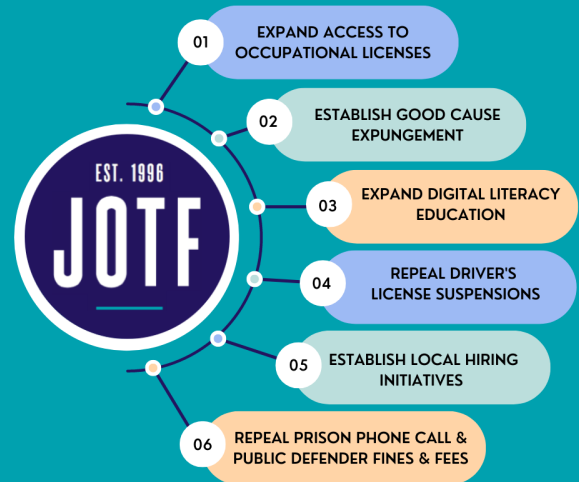 EST. 1996
JOTF
01
EXPAND ACCESS TO
OCCUPATIONAL LICENSES
02
ESTABLISH GOOD CAUSE
EXPUNGEMENT
03
EXPAND DIGITAL LITERACY
EDUCATION
04
REPEAL DRIVER'S
LICENSE SUSPENSIONS
05
ESTABLISH LOCAL HIRING
INITIATIVES
06
REPEAL PRISON PHONE CALL &
PUBLIC DEFENDER FINES & FEES